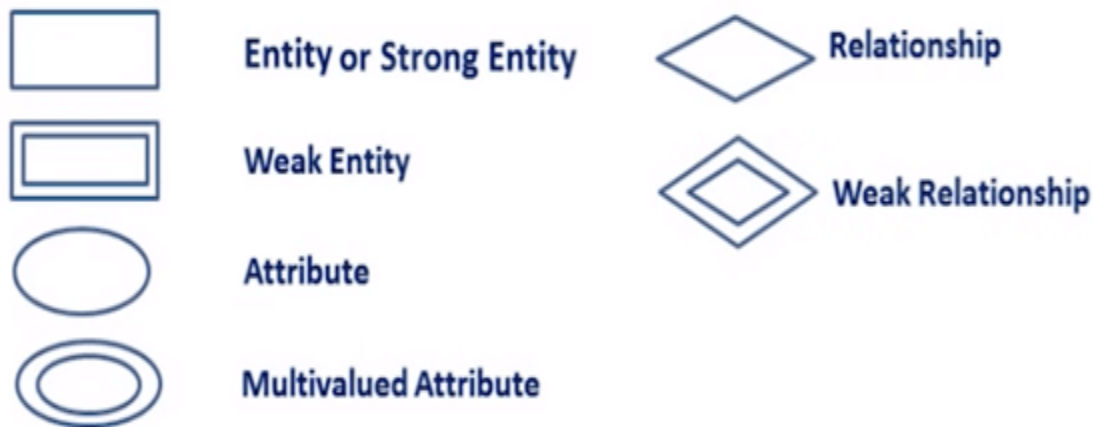 Entity or Strong Entity
Weak Entity
Attribute
Multivalued Attribute
Relationship
Weak Relationship